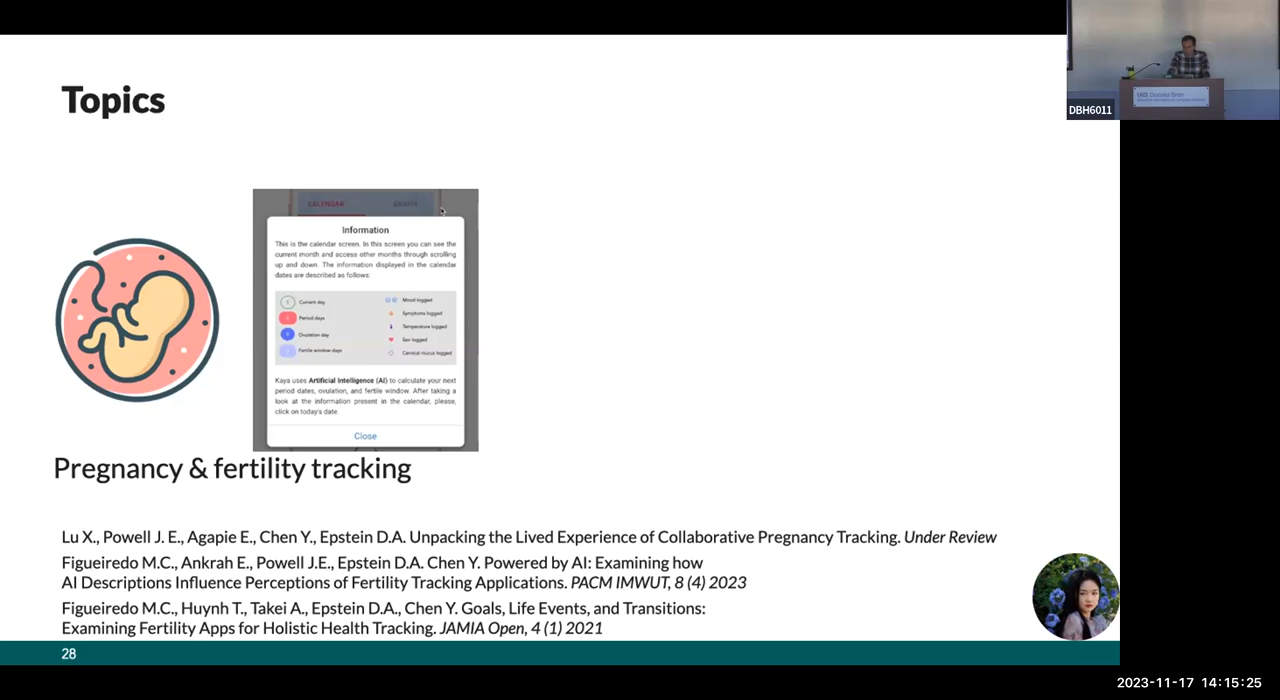 Topics
DBH6011
CALENDAR
Information
This is the calendar screen. In this screen you can see the
current month and access other months through scrolling
up and down. The information displayed in the calendar
dates are described as follows:
Current day
Period days
Ovulation day
Fertile window days
Mood logged
Symptoms logged
Temperature logged
Sex logged
Cervical mucus logged
Kaya uses Artificial Intelligence (AI) to calculate your next
period dates, ovulation, and fertile window. After taking a
look at the information present in the calendar, please,
click on today's date
Close
Pregnancy & fertility tracking
Lu X., Powell J. E., Agapie E., Chen Y., Epstein D.A. Unpacking the Lived Experience of Collaborative Pregnancy Tracking. Under Review
Figueiredo M.C., Ankrah E., Powell J.E., Epstein D.A. Chen Y. Powered by AI: Examining how
AI Descriptions Influence Perceptions of Fertility Tracking Applications. PACM IMWUT, 8 (4) 2023
Figueiredo M.C., Huynh T., Takei A., Epstein D.A., Chen Y. Goals, Life Events, and Transitions:
Examining Fertility Apps for Holistic Health Tracking. JAMIA Open, 4 (1) 2021
28
UCI Donald Bren
2023-11-17 14:15:25